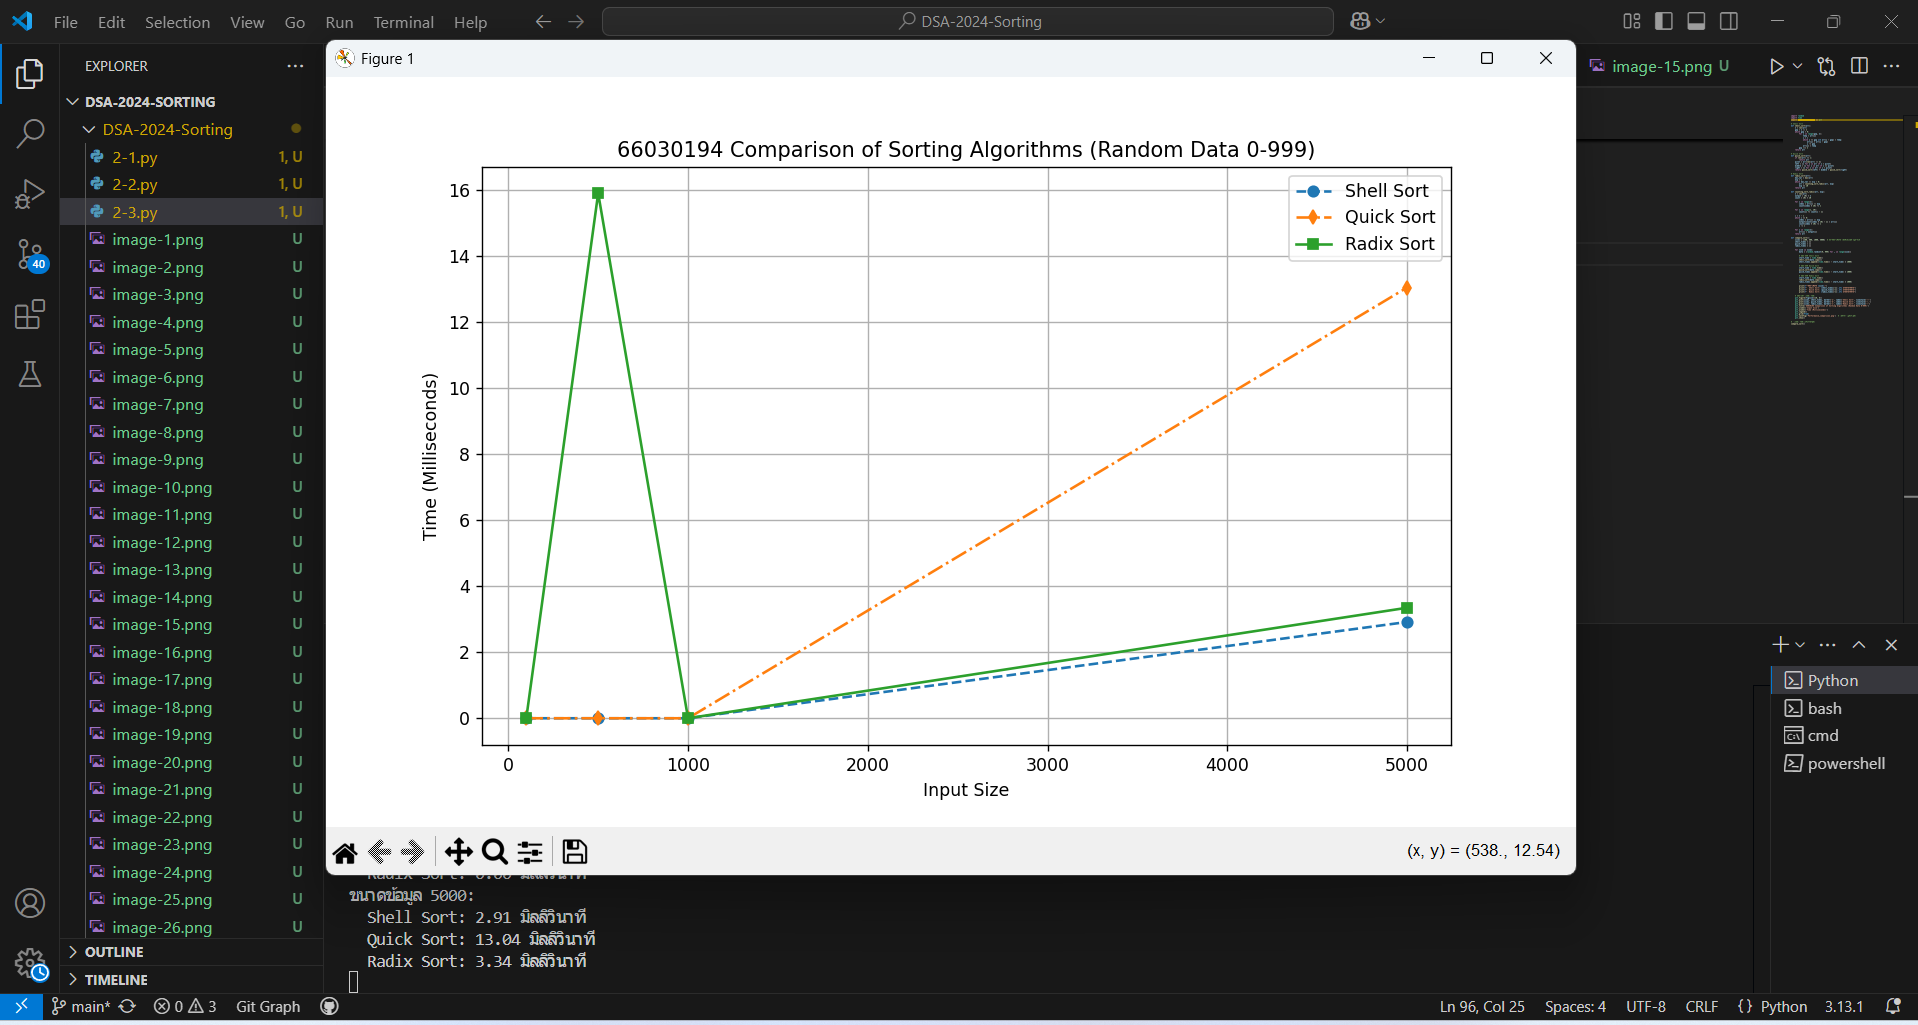 File Edit Selection View Go Run Terminal Help
DSA-2024-Sorting
EXPLORER
DSA-2024-SORTING
DSA-2024-Sorting
2-1.py 1, U
2-2.py 1, U
2-3.py 1, U
image-1.png U
image-2.png U
image-3.png U
image-4.png U
image-5.png U
image-6.png U
image-7.png U
image-8.png U
image-9.png U
image-10.png U
image-11.png U
image-12.png U
image-13.png U
image-14.png U
image-15.png U
image-16.png U
image-17.png U
image-18.png U
image-19.png U
image-20.png U
image-21.png U
image-22.png U
image-23.png U
image-24.png U
image-25.png U
image-26.png U
OUTLINE
TIMELINE
40
Figure 1
image-15.png U
66030194 Comparison of Sorting Algorithms (Random Data 0-999)
Shell Sort
Quick Sort
Radix Sort
16
14
12
10
8
6
4
2
0
Time (Milliseconds)
0 1000 2000 3000 4000 5000
Input Size
(x, y) = (538., 12.54)
ขนาดข้อมูล 5000:
Shell Sort: 2.91 มิลลิวินาที
Quick Sort: 13.04 มิลลิวินาที
Radix Sort: 3.34 มิลลิวินาที
Python
bash
cmd
powershell
main* 0 3 Git Graph
Ln 96, Col 25 Spaces: 4 UTF-8 CRLF {} Python 3.13.1